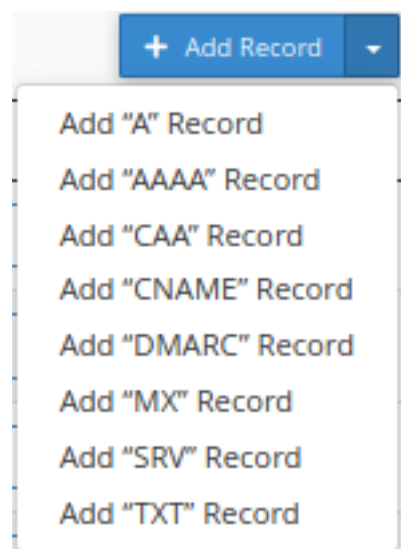 + Add Record
Add “A” Record
Add “AAAA” Record
Add “CAA” Record
Add “CNAME” Record
Add “DMARC” Record
Add “MX” Record
Add “SRV” Record
Add “TXT” Record